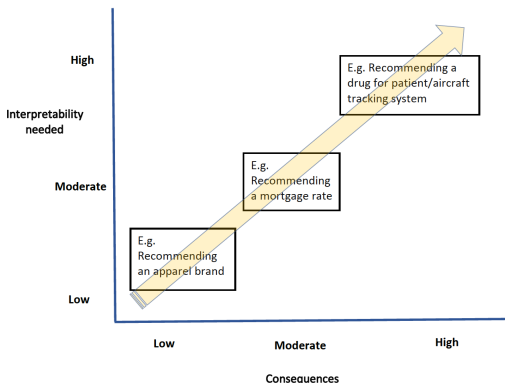 High
E.g. Recommending a
drug for patient/aircraft
tracking system
Interpretability
needed
E.g.
Recommending
a mortgage rate
Moderate
E.g.
Recommending
an apparel brand
Low
Low
Moderate
High
Consequences